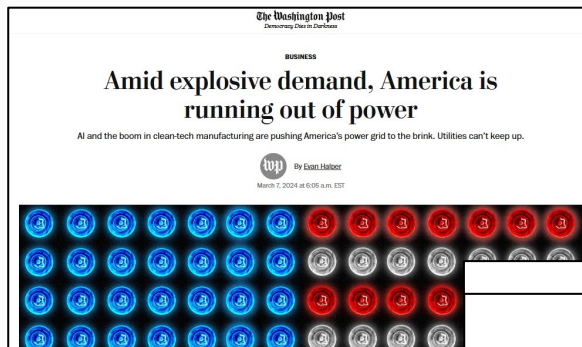 The Washington Post
Democracy Dies in Darkness
BUSINESS
Amid explosive demand, America is
running out of power
AI and the boom in clean-tech manufacturing are pushing America's power grid to the brink. Utilities can't keep up.
wp
By Evan Halper
March 7, 2024 at 6:05 a.m. EST